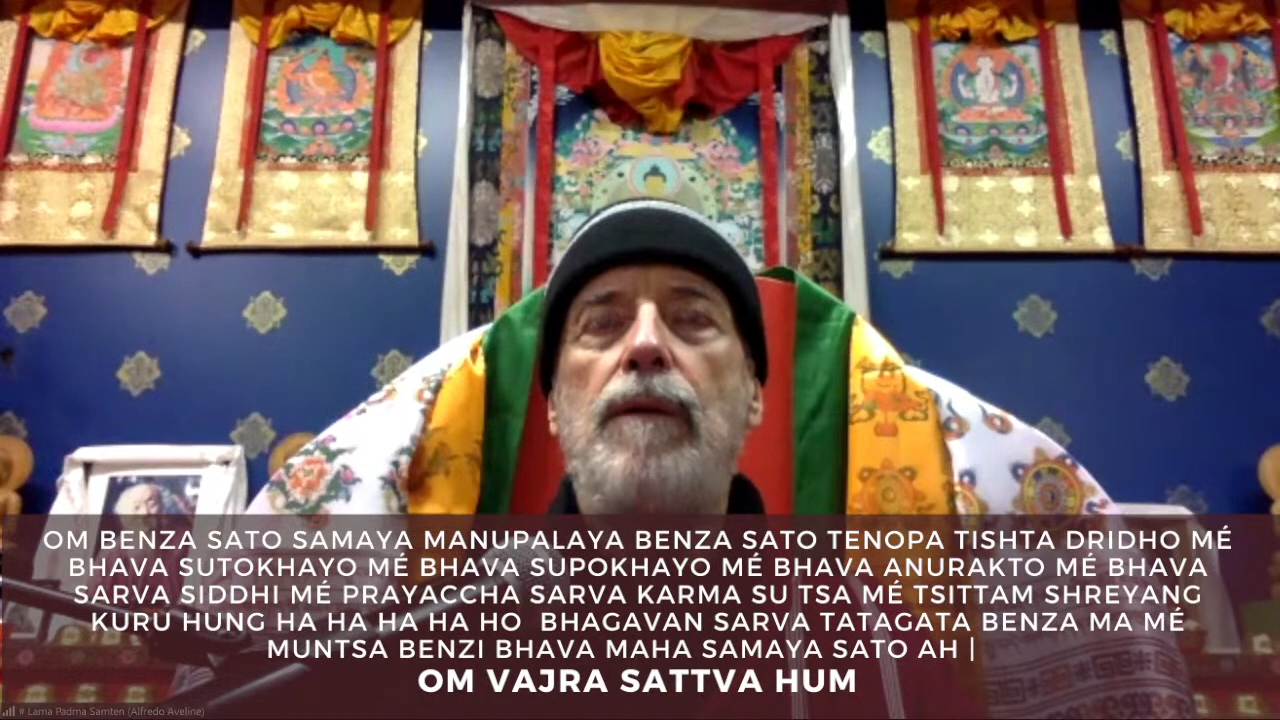 OM BENZA SATO SAMAYA MANUPALAYA BENZA SATO TENOPA TISHTA DRIDHO MÉ
BHAVA SUTOKHAYO MÉ BHAVA SUPOKHAYO MÉ BHAVA ANURAKTO MÉ BHAVA
SARVA SIDDHI MÉ PRAYACCHA SARVA KARMA SU TSA MÉ TSITTAM SHREYANG
KURU HUNG HA HA HA HA HO BHAGAVAN SARVA TATAGATA BENZA MA MÉ
MUNTSA BENZI BHAVA MAHA SAMAYA SATO AH |
OM VAJRA SATTVA HUM
# Lama Padma Samten (Alfredo Aveline)